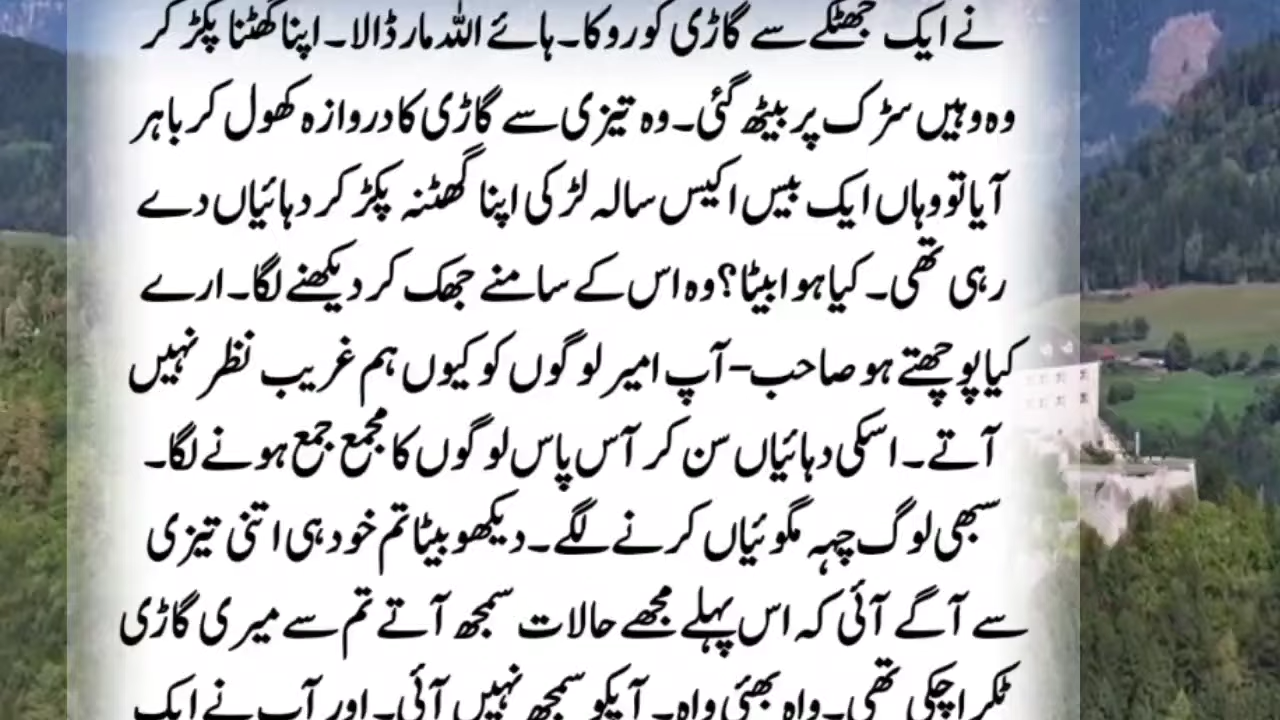 نے ایک جھٹکے سے گاڑی کو روکا۔ ہائے اللہ مار ڈالا۔ اپنا گھٹنا پکڑ کر
وہ وہیں سڑک پر بیٹھ گئی۔ وہ تیزی سے گاڑی کا دروازہ کھول کر باہر
آیا تو وہاں ایک بیس اکیس سالہ لڑکی اپنا گھٹنہ پکڑ کر دہائیاں دے
رہی تھی۔ کیا ہوا بیٹا؟ وہ اس کے سامنے جھک کر دیکھنے لگا۔ ارے
کیا پوچھتے ہو صاحب- آپ امیر لوگوں کو کیوں ہم غریب نظر نہیں
آتے۔ اسکی دہائیاں سن کر آس پاس لوگوں کا مجمع جمع ہونے لگا۔
سبھی لوگ چہہ مگوئیاں کرنے لگے۔ دیکھو بیٹا تم خود ہی اتنی تیزی
سے آگے آئی کہ اس پہلے مجھے حالات سمجھ آتے تم سے میری گاڑی
ٹکرا چکی تھی۔ واہ بھئی واہ۔ آپکو سمجھ نہیں آئی۔ اور آپ نے ایک